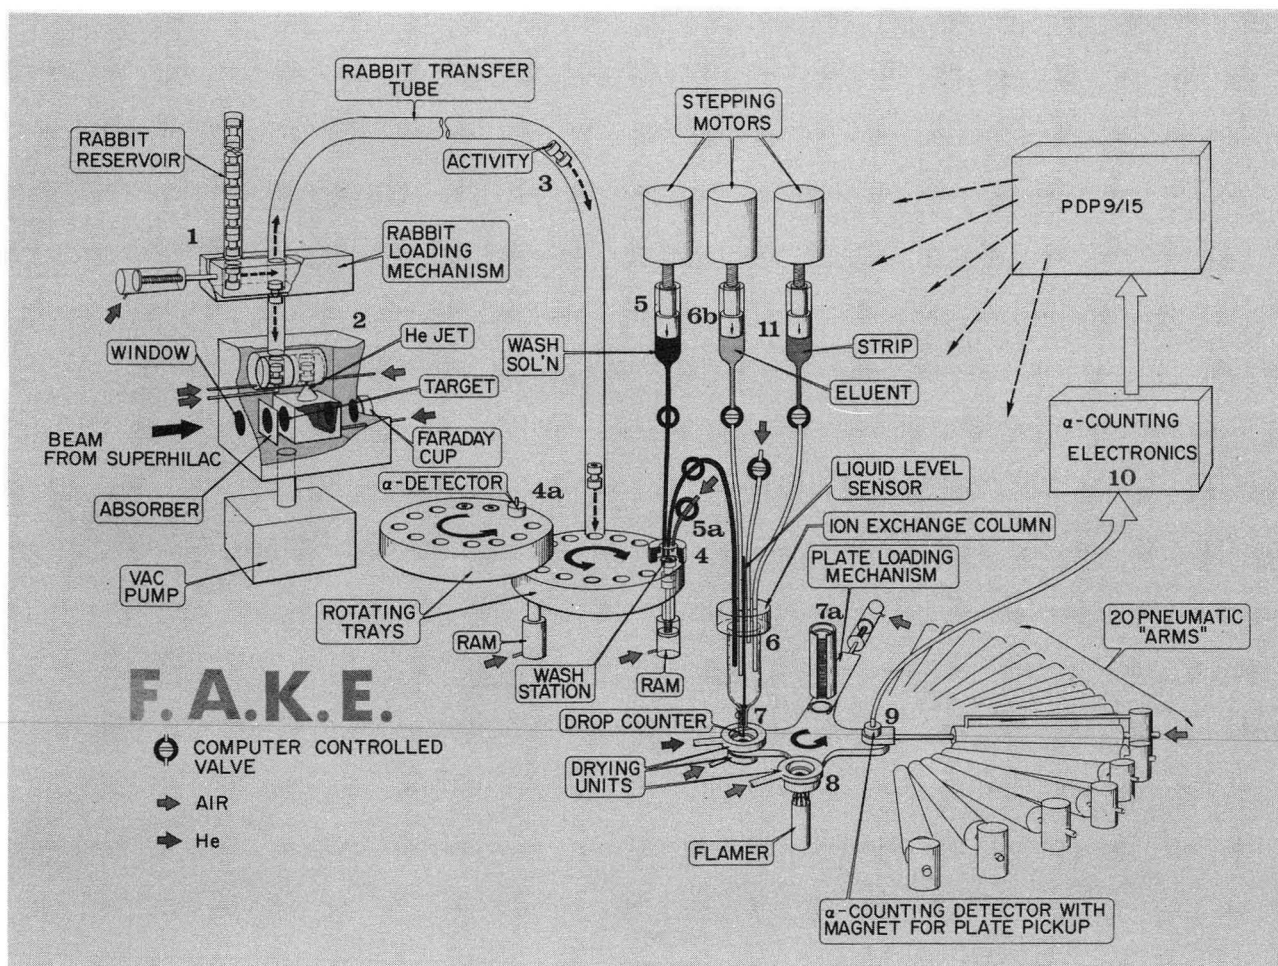 RABBIT TRANSFER
TUBE
STEPPING
MOTORS
RABBIT
RESERVOIR
ACTIVITY
3
PDP9/15
1
RABBIT
LOADING
MECHANISM
5
6b
11
2
He JET
WINDOW
WASH
SOL'N
STRIP
TARGET
ELUENT
BEAM
FROM SUPERHILAC
FARADAY
CUP
α-COUNTING
ELECTRONICS
10
α-DETECTOR
4a
LIQUID LEVEL
SENSOR
ABSORBER
5a
ION EXCHANGE COLUMN
4
PLATE LOADING
MECHANISM
VAC
PUMP
ROTATING
TRAYS
7a
20 PNEUMATIC
"ARMS"
RAM
6
WASH
STATION
RAM
F.A.K.E.
DROP COUNTER
7
9
COMPUTER CONTROLLED
VALVE
DRYING
UNITS
8
AIR
He
FLAMER
α-COUNTING DETECTOR WITH
MAGNET FOR PLATE PICKUP